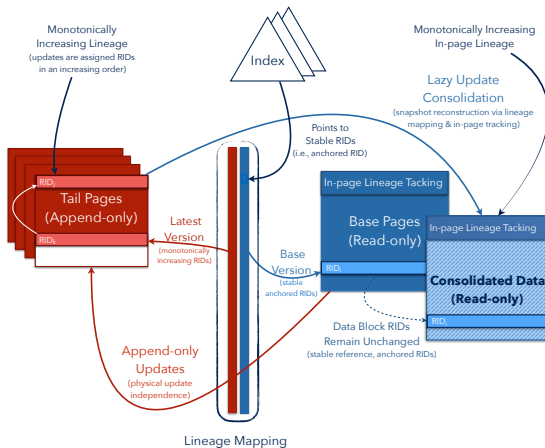 Monotonically
Increasing Lineage
(updates are assigned RIDs
in an increasing order)
Index
Monotonically Increasing
In-page Lineage
Lazy Update
Consolidation
(snapshot reconstruction via lineage
mapping & in-page tracking)
Points to
Stable RIDs
(i.e., anchored RID)
RIDj
Tail Pages
(Append-only)
RIDk
Latest
Version
(monotonically
increasing RIDs)
In-page Lineage Tacking
Base Pages
(Read-only)
RIDi
Base
Version
(stable
anchored RIDs)
In-page Lineage Tacking
Consolidated Data
(Read-only)
RIDi
Data Block RIDs
Remain Unchanged
(stable reference, anchored RIDs)
Append-only
Updates
(physical update
independence)
Lineage Mapping